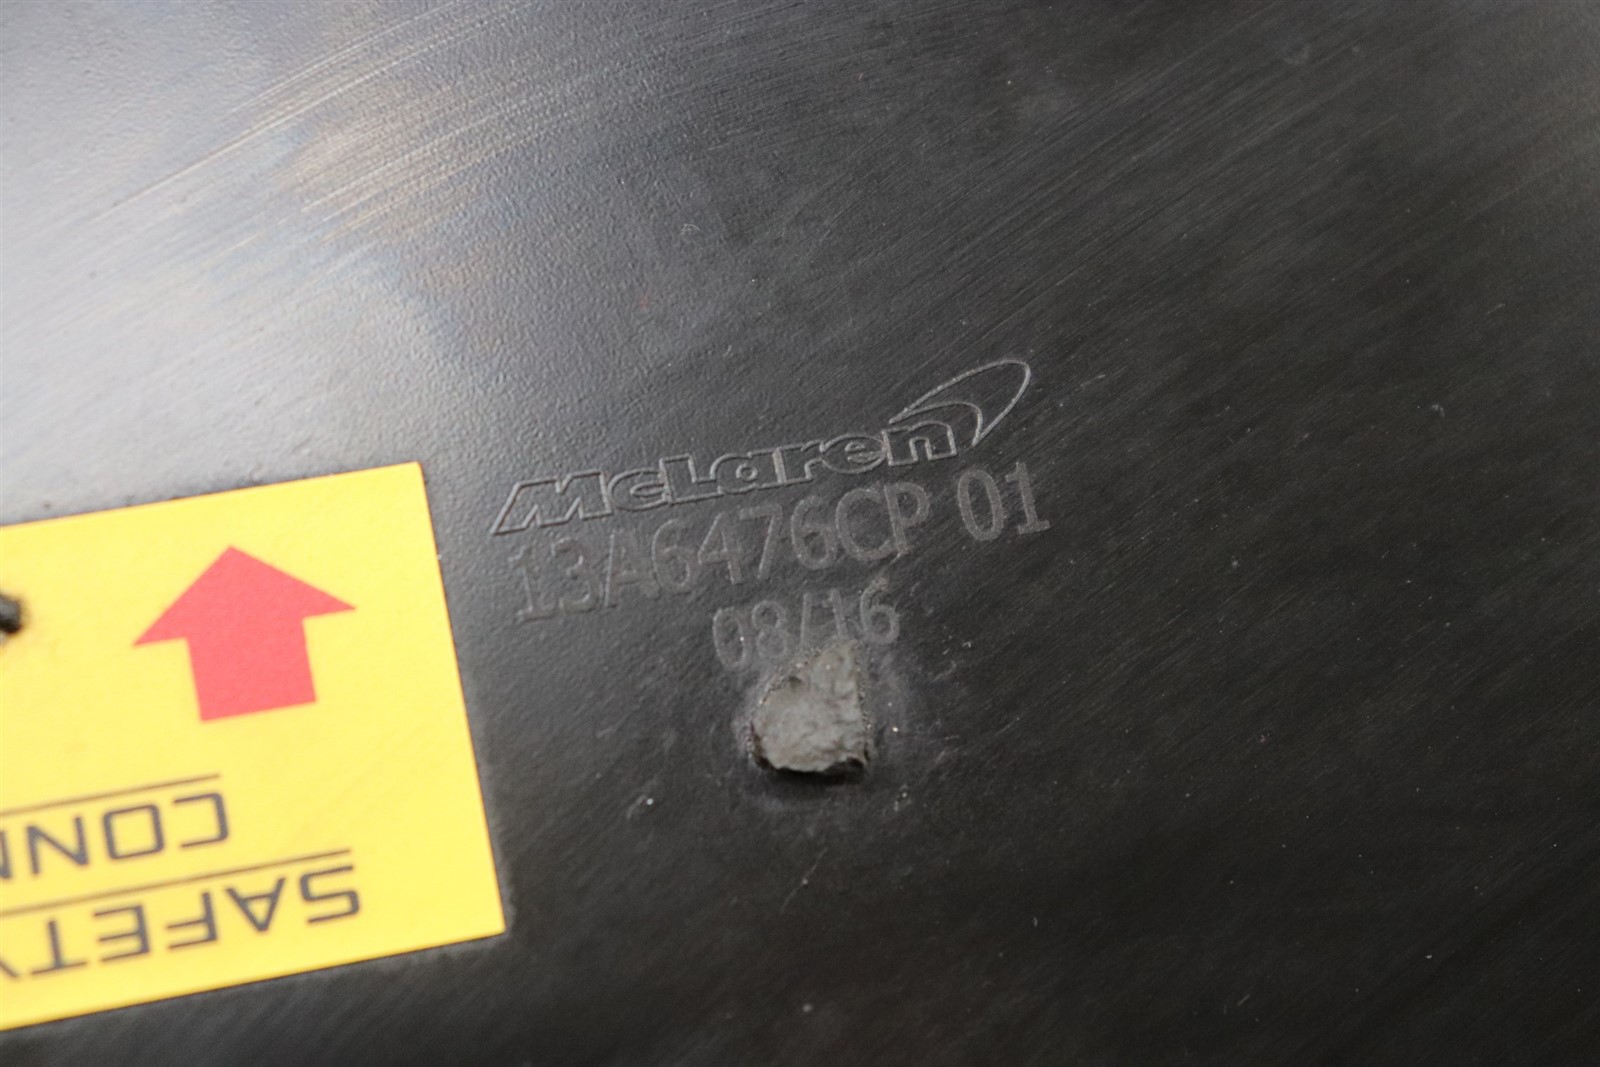 McLaren
13A6476CP 01
08/16
SAFETY
CONN